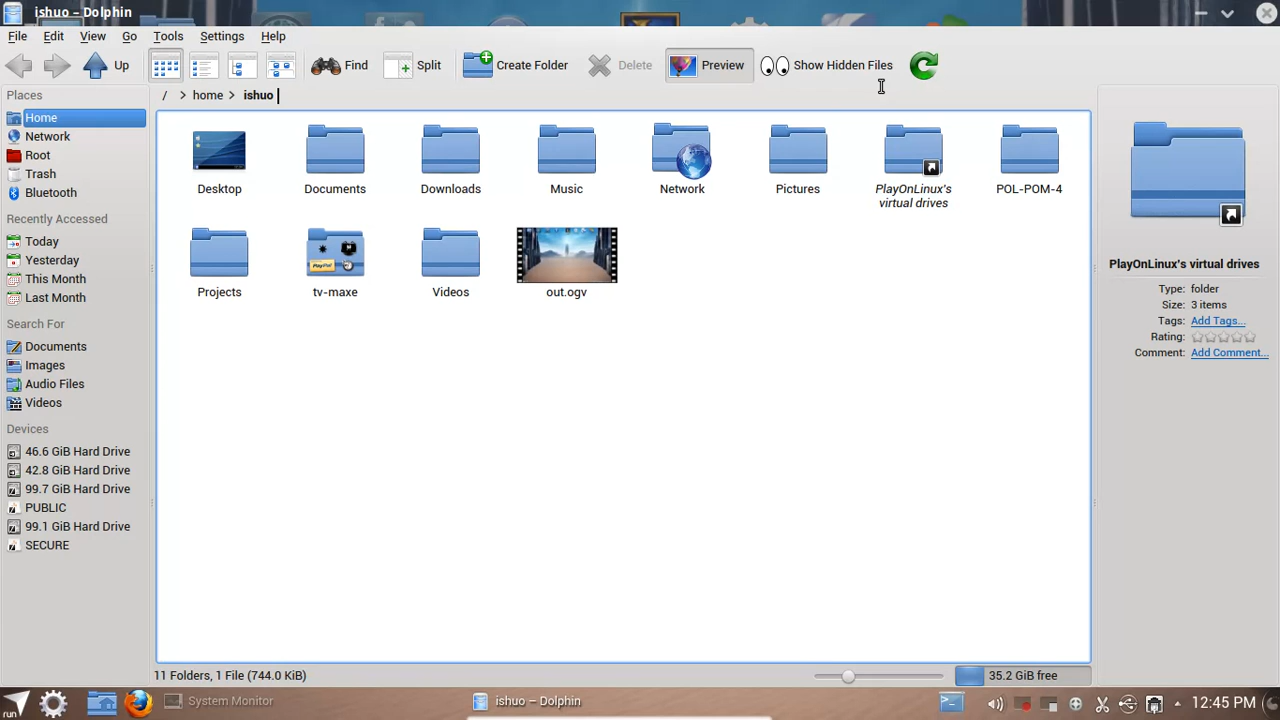 ishuo – Dolphin
File Edit View Go Tools Settings Help
Up Find Split Create Folder Delete Preview Show Hidden Files
Places / > home > ishuo
Home
Network
Root
Trash
Bluetooth
Recently Accessed
Today
Yesterday
This Month
Last Month
Search For
Documents
Images
Audio Files
Videos
Devices
46.6 GiB Hard Drive
42.8 GiB Hard Drive
99.7 GiB Hard Drive
PUBLIC
99.1 GiB Hard Drive
SECURE
Desktop Documents Downloads Music Network Pictures PlayOnLinux's POL-POM-4
virtual drives
Projects tv-maxe Videos out.ogv
PayPal
PlayOnLinux's virtual drives
Type: folder
Size: 3 items
Tags: Add Tags...
Rating:
Comment: Add Comment...
11 Folders, 1 File (744.0 KiB) 35.2 GiB free
run System Monitor ishuo – Dolphin 12:45 PM